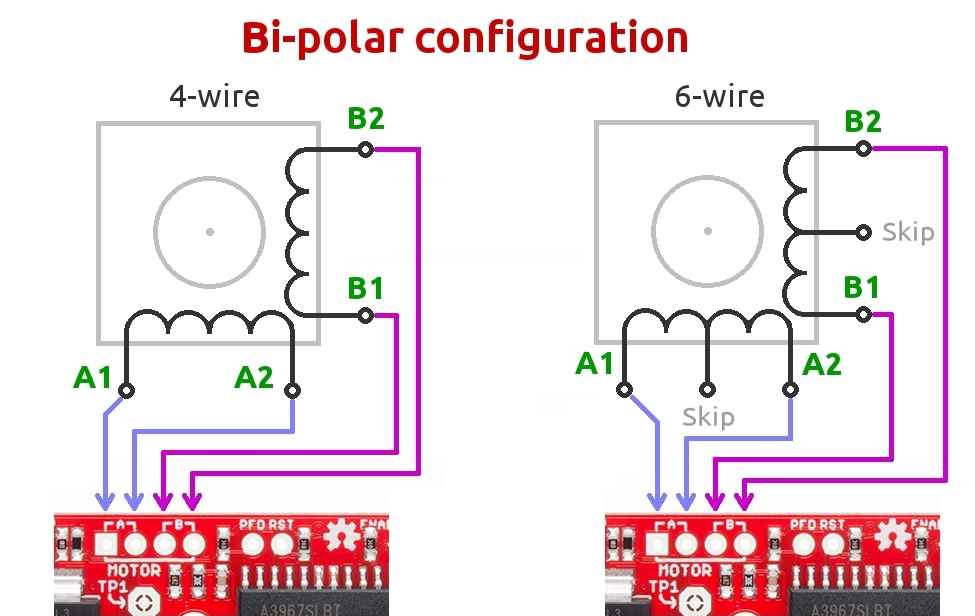 Bi-polar configuration
4-wire
B2
B1
A1
A2
A
B
PFD RST
MOTOR
TP1
A3967SLBT
6-wire
B2
Skip
B1
A1
A2
Skip
A
B
PFD RST
MOTOR
TP1
A3967SLBT